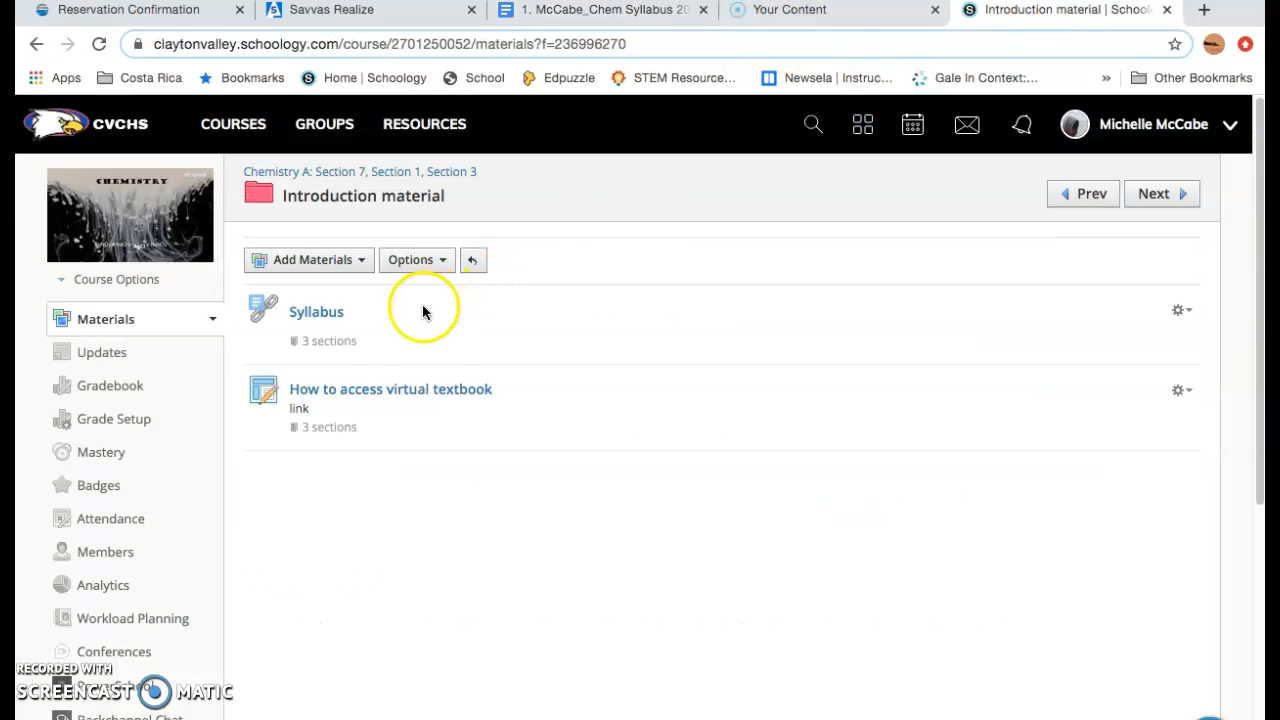 Reservation Confirmation
Savvas Realize
1. McCabe_Chem Syllabus 20
Your Content
Introduction material | School
claytonvalley.schoology.com/course/2701250052/materials?f=236996270
Apps
Costa Rica
Bookmarks
Home | Schoology
School
Edpuzzle
STEM Resource...
Newsela | Instruc...
Gale In Context:...
»
Other Bookmarks
CVCHS
COURSES
GROUPS
RESOURCES
Michelle McCabe
CHEMISTRY
Chemistry A: Section 7, Section 1, Section 3
Introduction material
Prev
Next
Course Options
Add Materials
Options
Materials
Syllabus
3 sections
Updates
Gradebook
How to access virtual textbook
link
3 sections
Grade Setup
Mastery
Badges
Attendance
Members
Analytics
Workload Planning
Conferences
RECORDED WITH
SCREENCAST MATIC
Backchannel Chat